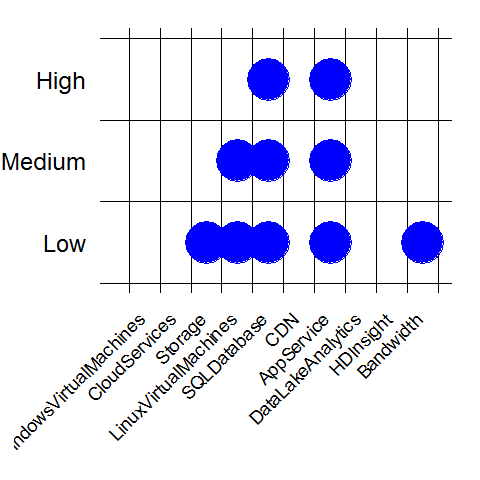 High
Medium
Low
ndowsVirtualMachines
CloudServices
Storage
LinuxVirtualMachines
SQLDatabase
CDN
AppService
DataLakeAnalytics
HDInsight
Bandwidth